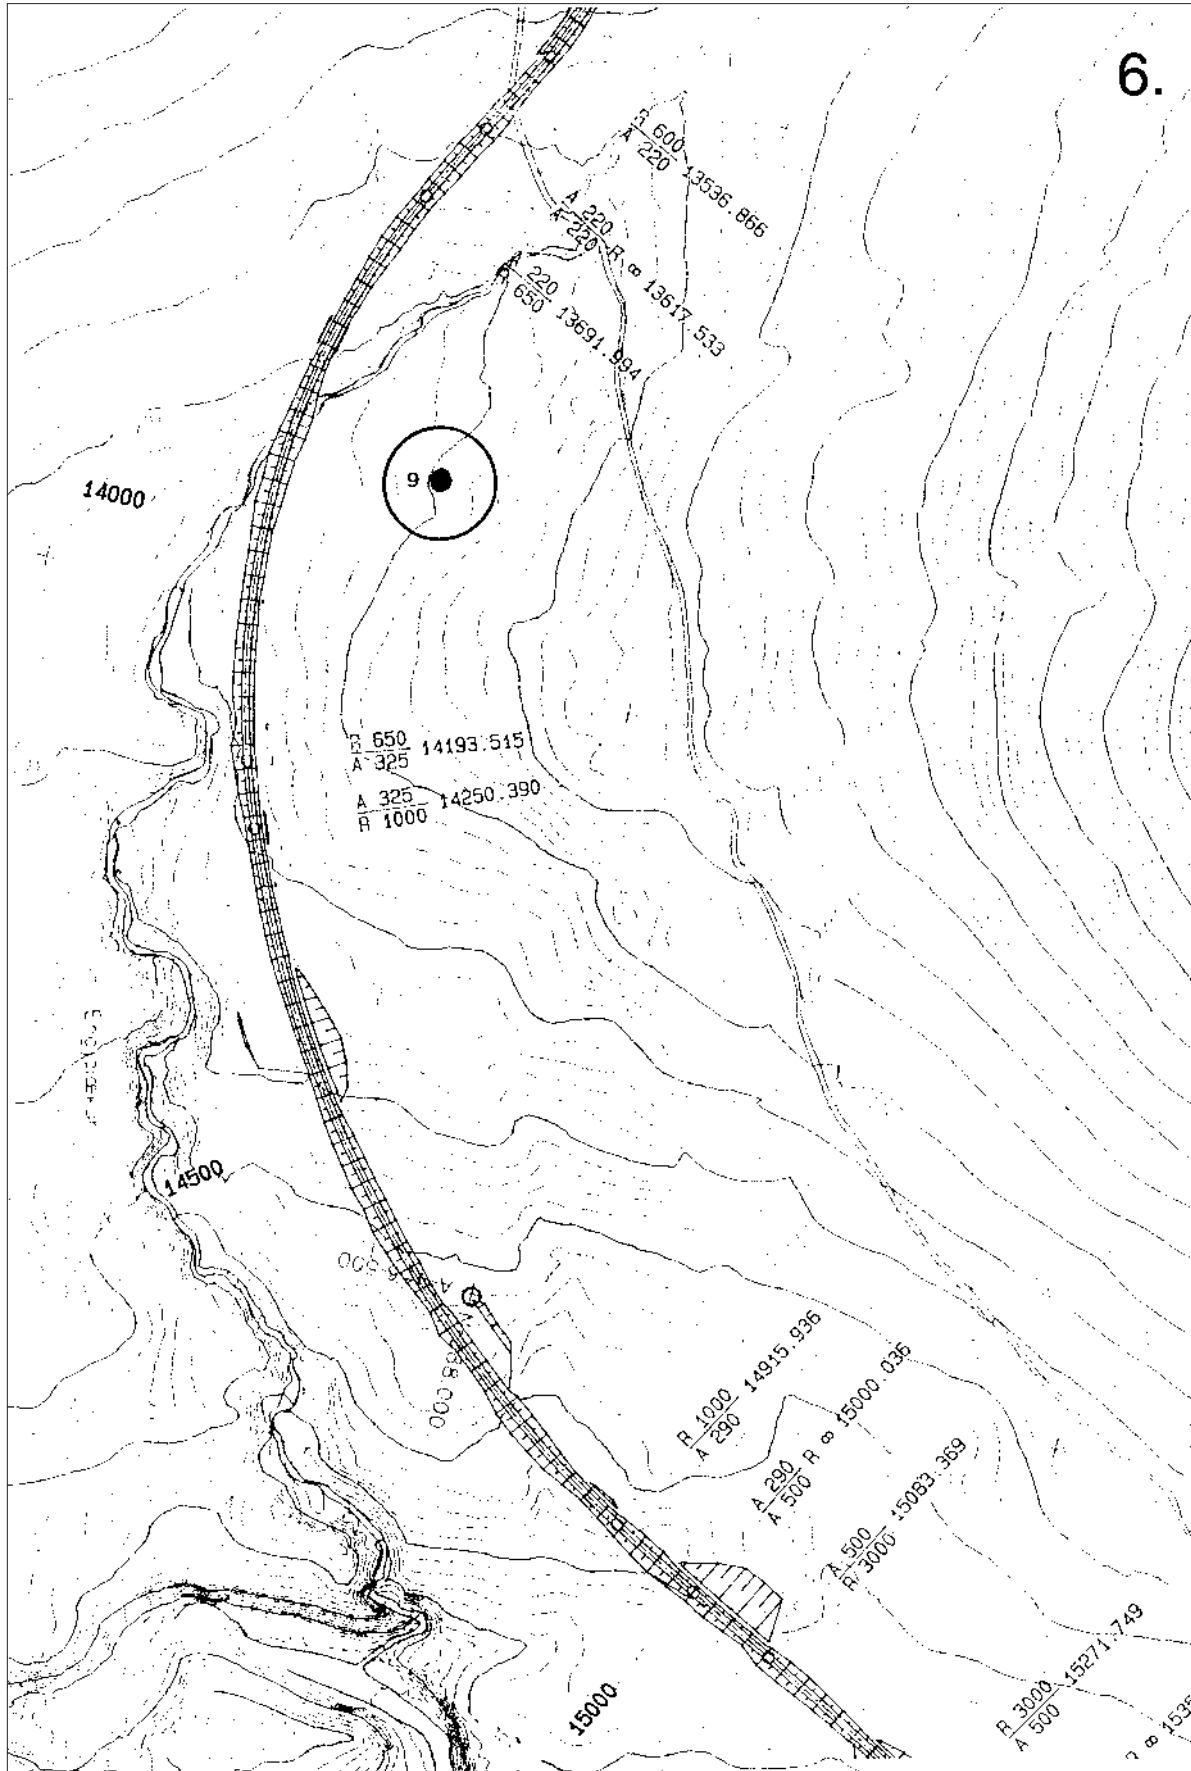 6.
R 600
A 220 13536.866
A 220
A 220 R ∞ 13617.533
220
R 650 13691.994
9
14000
R 650
A 325 14193.515
A 325
R 1000 14250.390
14500
R 1000
A 290 14915.936
A 290
A 500 R ∞ 15000.036
A 500
R 3000 15083.369
15000
R 3000
A 500 15271.749